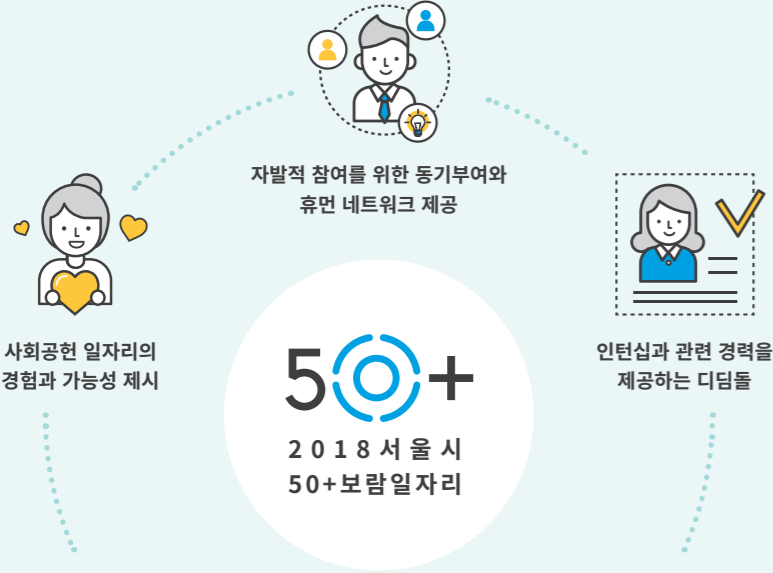 자발적 참여를 위한 동기부여와
휴먼 네트워크 제공
사회공헌 일자리의
경험과 가능성 제시
인턴십과 관련 경력을
제공하는 디딤돌
50+
2018서울시
50+보람일자리